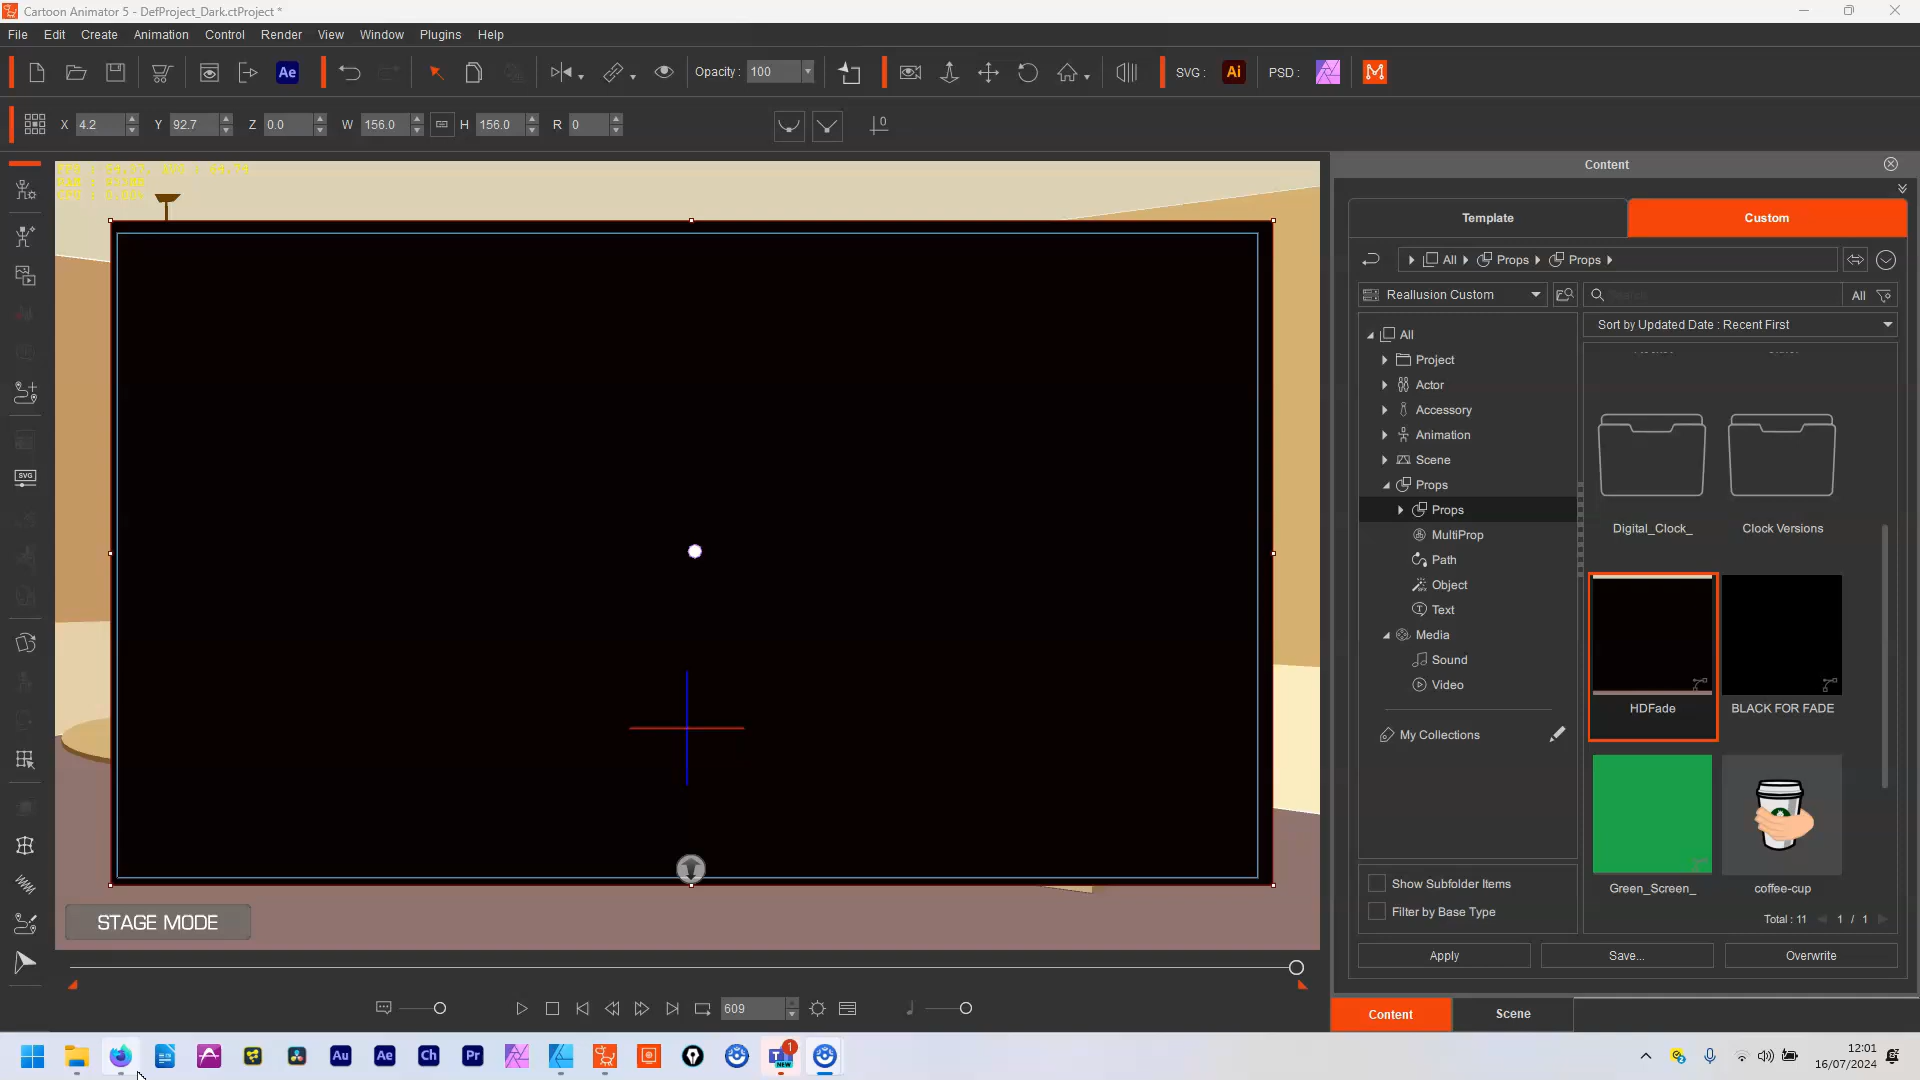 Cartoon Animator 5 - DefProject_Dark.ctProject *
File Edit Create Animation Control Render View Window Plugins Help
Ae Opacity : 100 SVG : Ai PSD :
X 4.2 Y 92.7 Z 0.0 W 156.0 H 156.0 R 0 0
Content
Template Custom
All Props Props
Reallusion Custom Search All
Sort by Updated Date : Recent First
All
Project
Actor
Accessory
Animation
Scene
Props
Props
MultiProp
Path
Object
Text
Media
Sound
Video
My Collections
SVG
Digital_Clock_ Clock Versions
HDFade BLACK FOR FADE
Green_Screen_ coffee-cup
Show Subfolder Items
Filter by Base Type
Total : 11 1 / 1
Apply Save... Overwrite
STAGE MODE
609
Content Scene
Au Ae Ch Pr T NEW 1
12:01
16/07/2024